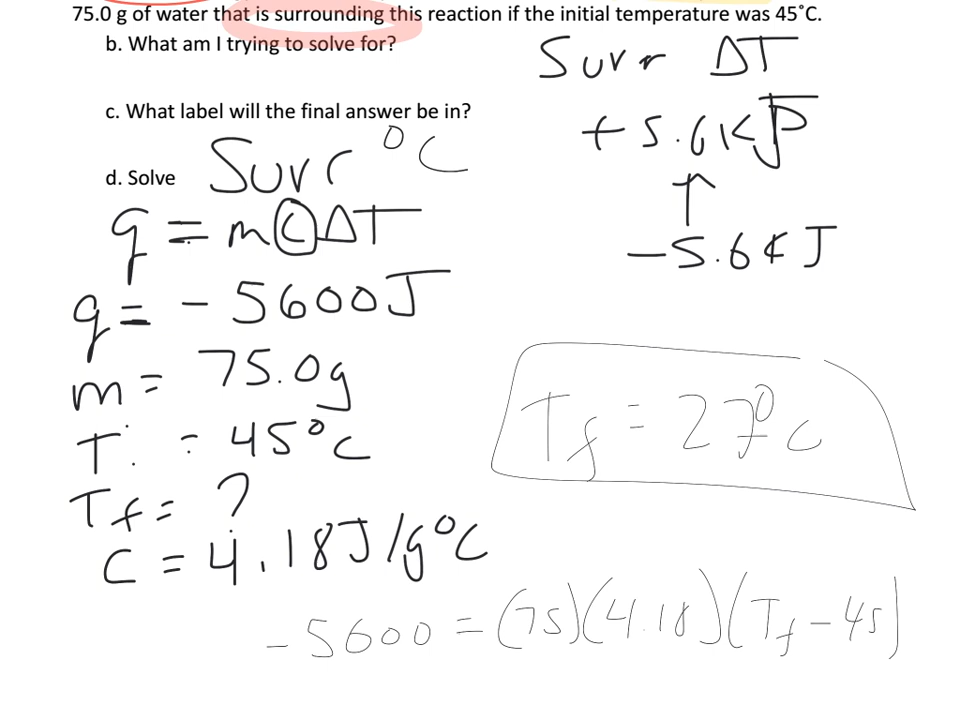 75.0 g of water that is surrounding this reaction if the initial temperature was 45°C.
b. What am I trying to solve for?
Surr ΔT
c. What label will the final answer be in?
+5.6KJ
°C
d. Solve
Surr
↑
q = mCΔT
-5.6kJ
q = -5600J
m = 75.0g
Tf = 27°C
Ti = 45°C
Tf = ?
C = 4.18J/g°C
-5600 = (75)(4.18)(Tf-45)